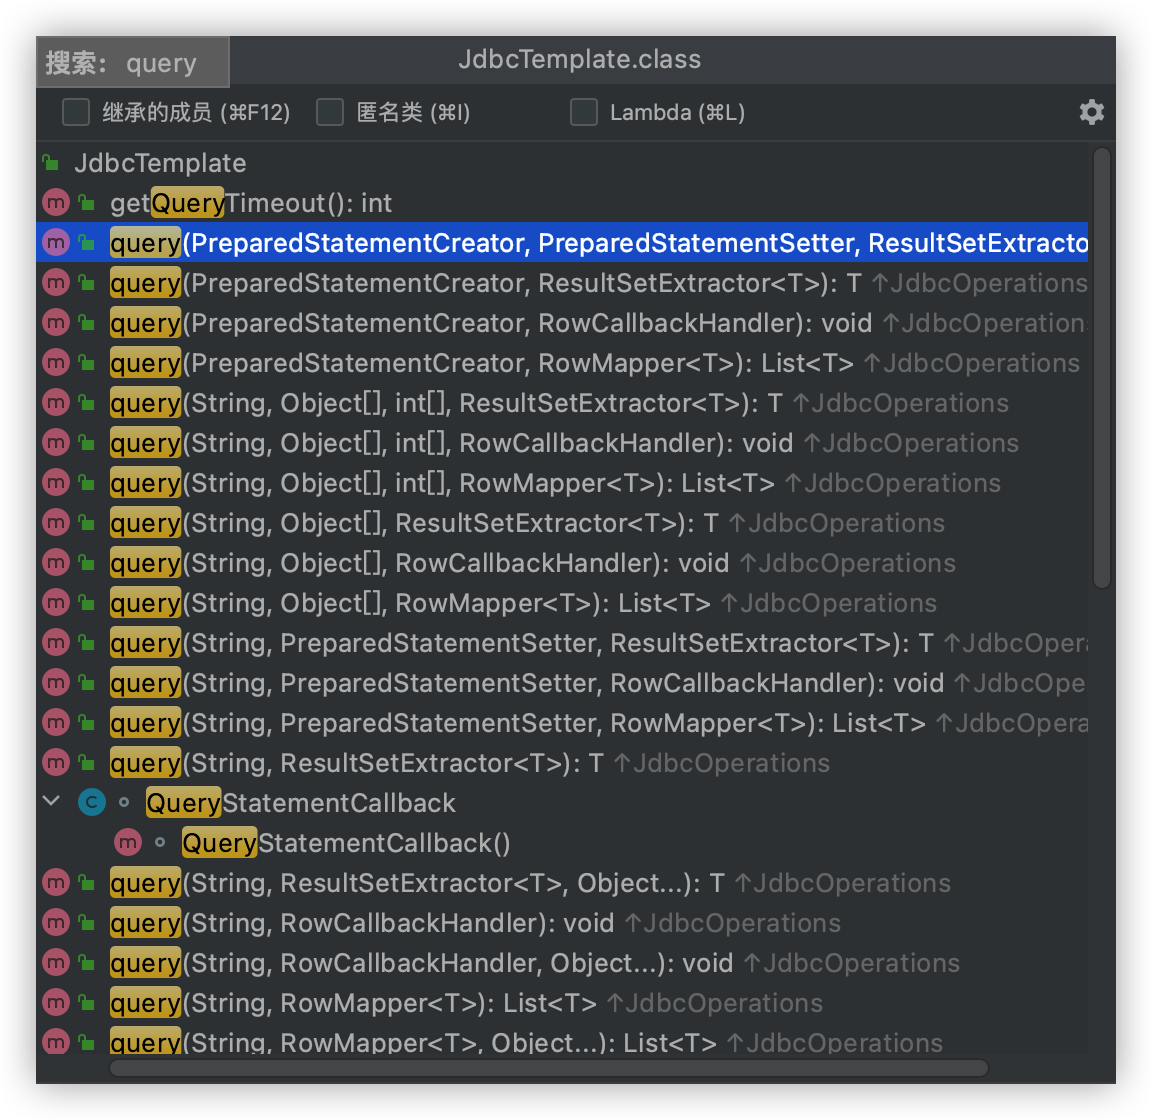 搜索: query
JdbcTemplate.class
继承的成员 (⌘F12) 匿名类 (⌘I) Lambda (⌘L)
JdbcTemplate
m getQueryTimeout(): int
m query(PreparedStatementCreator, PreparedStatementSetter, ResultSetExtracto
m query(PreparedStatementCreator, ResultSetExtractor<T>): T ↑JdbcOperations
m query(PreparedStatementCreator, RowCallbackHandler): void ↑JdbcOperation
m query(PreparedStatementCreator, RowMapper<T>): List<T> ↑JdbcOperations
m query(String, Object[], int[], ResultSetExtractor<T>): T ↑JdbcOperations
m query(String, Object[], int[], RowCallbackHandler): void ↑JdbcOperations
m query(String, Object[], int[], RowMapper<T>): List<T> ↑JdbcOperations
m query(String, Object[], ResultSetExtractor<T>): T ↑JdbcOperations
m query(String, Object[], RowCallbackHandler): void ↑JdbcOperations
m query(String, Object[], RowMapper<T>): List<T> ↑JdbcOperations
m query(String, PreparedStatementSetter, ResultSetExtractor<T>): T ↑JdbcOper
m query(String, PreparedStatementSetter, RowCallbackHandler): void ↑JdbcOpe
m query(String, PreparedStatementSetter, RowMapper<T>): List<T> ↑JdbcOpera
m query(String, ResultSetExtractor<T>): T ↑JdbcOperations
C QueryStatementCallback
m QueryStatementCallback()
m query(String, ResultSetExtractor<T>, Object...): T ↑JdbcOperations
m query(String, RowCallbackHandler): void ↑JdbcOperations
m query(String, RowCallbackHandler, Object...): void ↑JdbcOperations
m query(String, RowMapper<T>): List<T> ↑JdbcOperations
m query(String, RowMapper<T>, Object...): List<T> ↑JdbcOperations